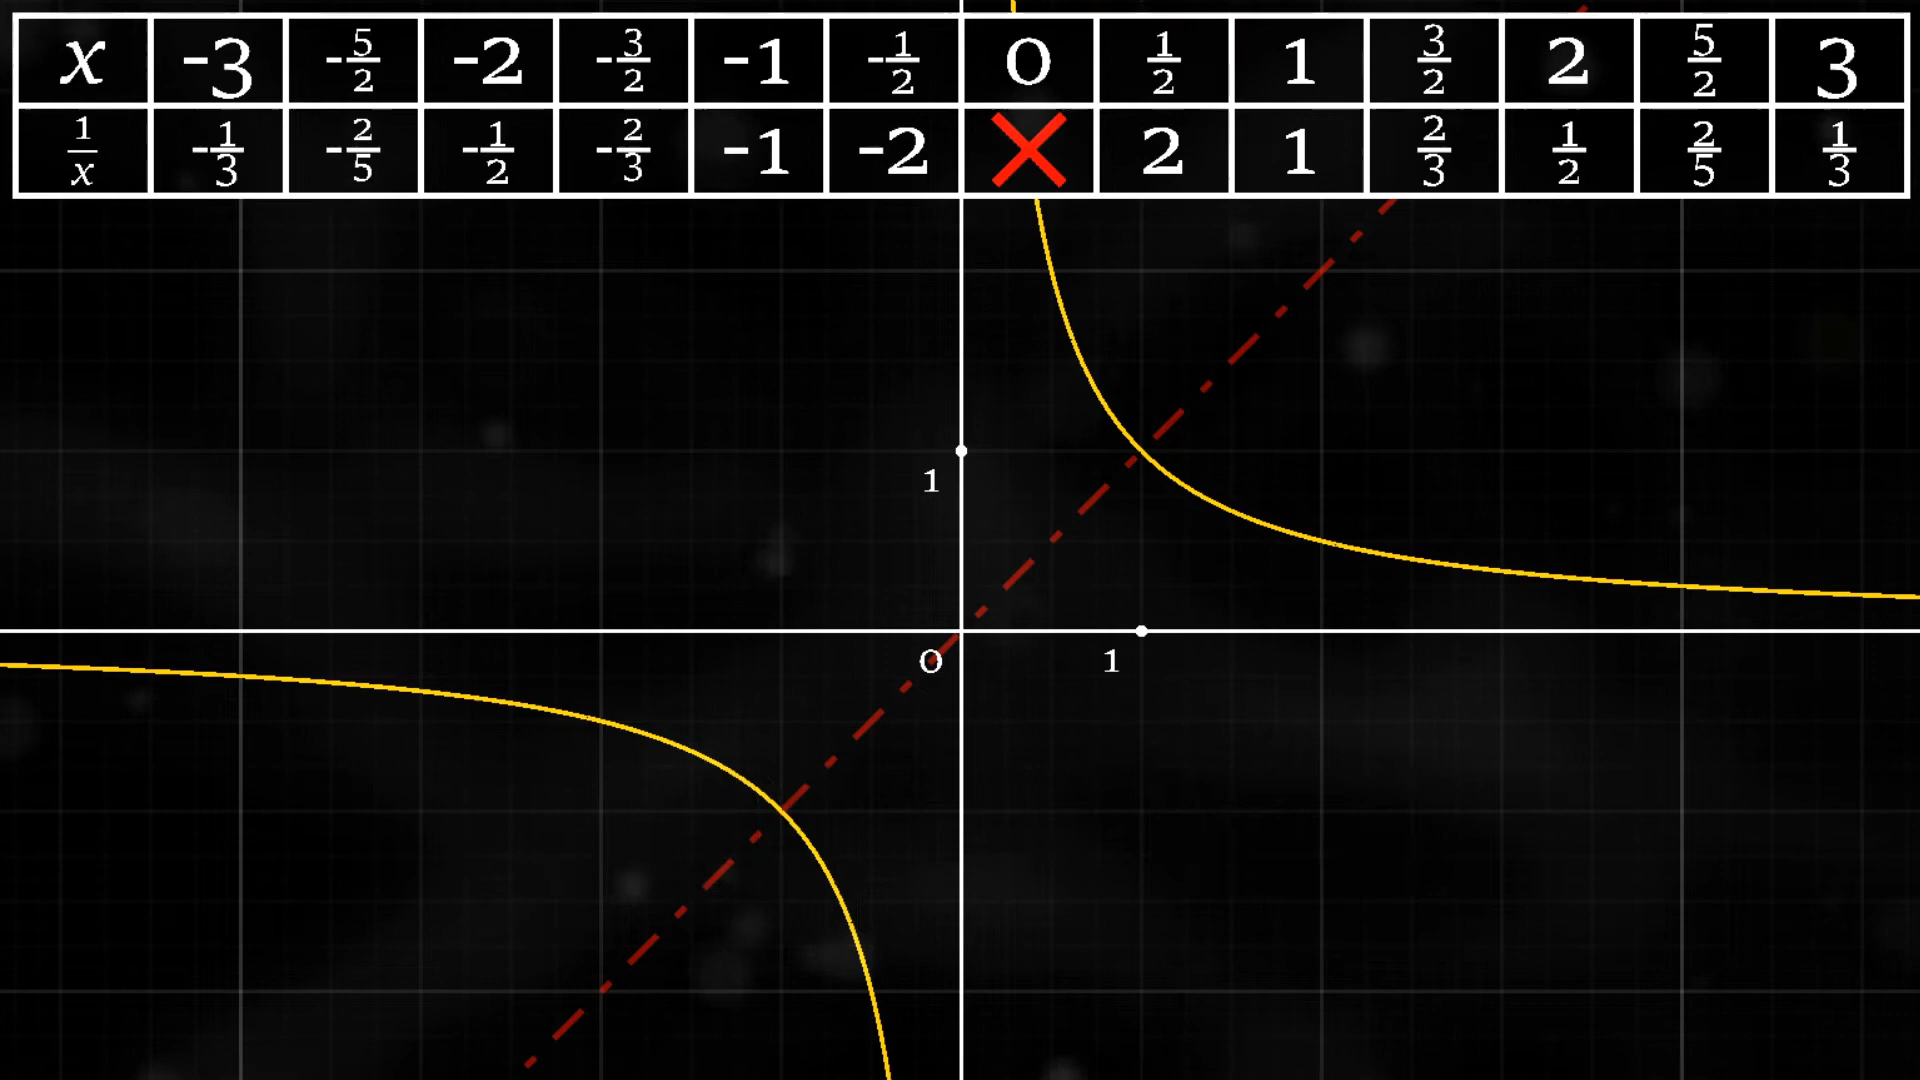 x -3 -5/2 -2 -3/2 -1 -1/2 0 1/2 1 3/2 2 5/2 3
1/x -1/3 -2/5 -1/2 -2/3 -1 -2 2 1 2/3 1/2 2/5 1/3
1
0 1